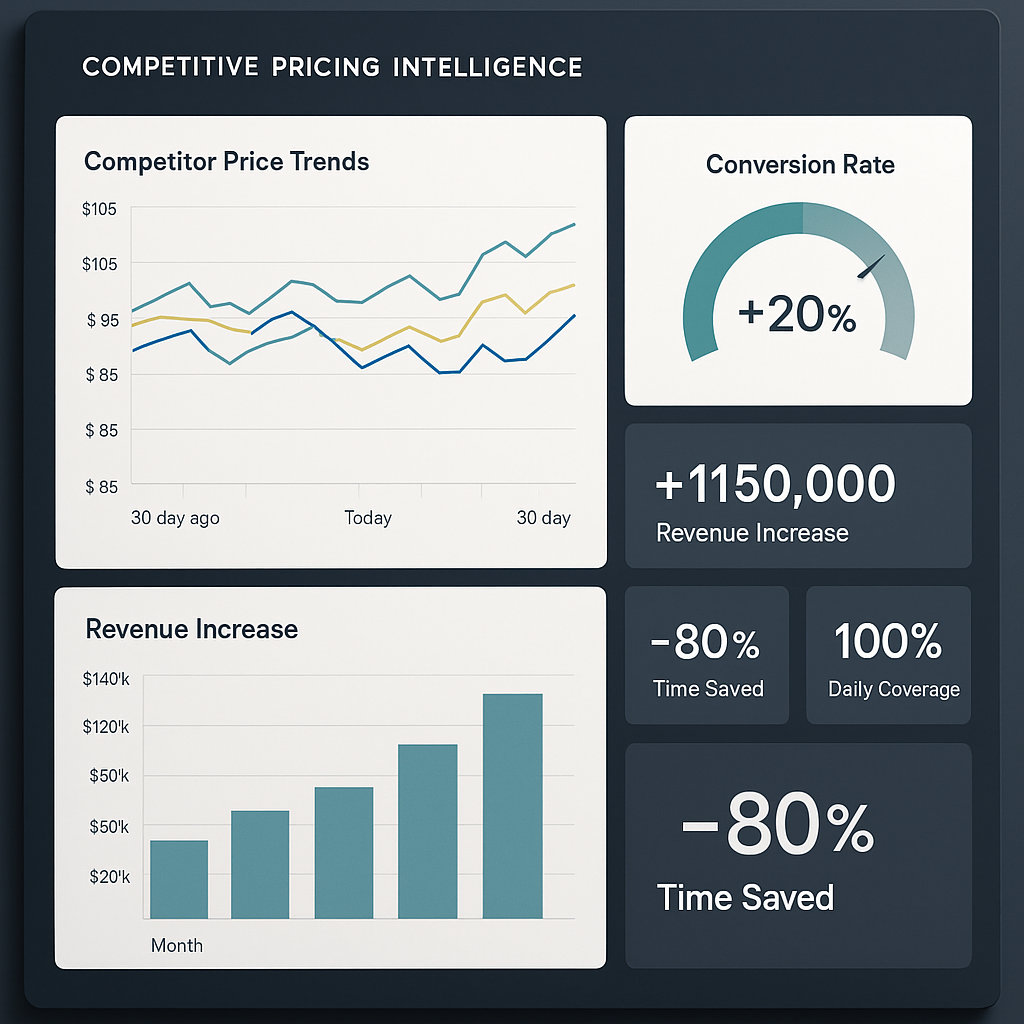 COMPETITIVE PRICING INTELLIGENCE
Competitor Price Trends
$105
$105
$ 95
$ 85
$ 85
$ 85
30 day ago Today 30 day
Conversion Rate
+20%
+1150,000
Revenue Increase
-80%
Time Saved
100%
Daily Coverage
Revenue Increase
$140'k
$120'k
$50'k
$50'k
$20'k
Month
-80%
Time Saved